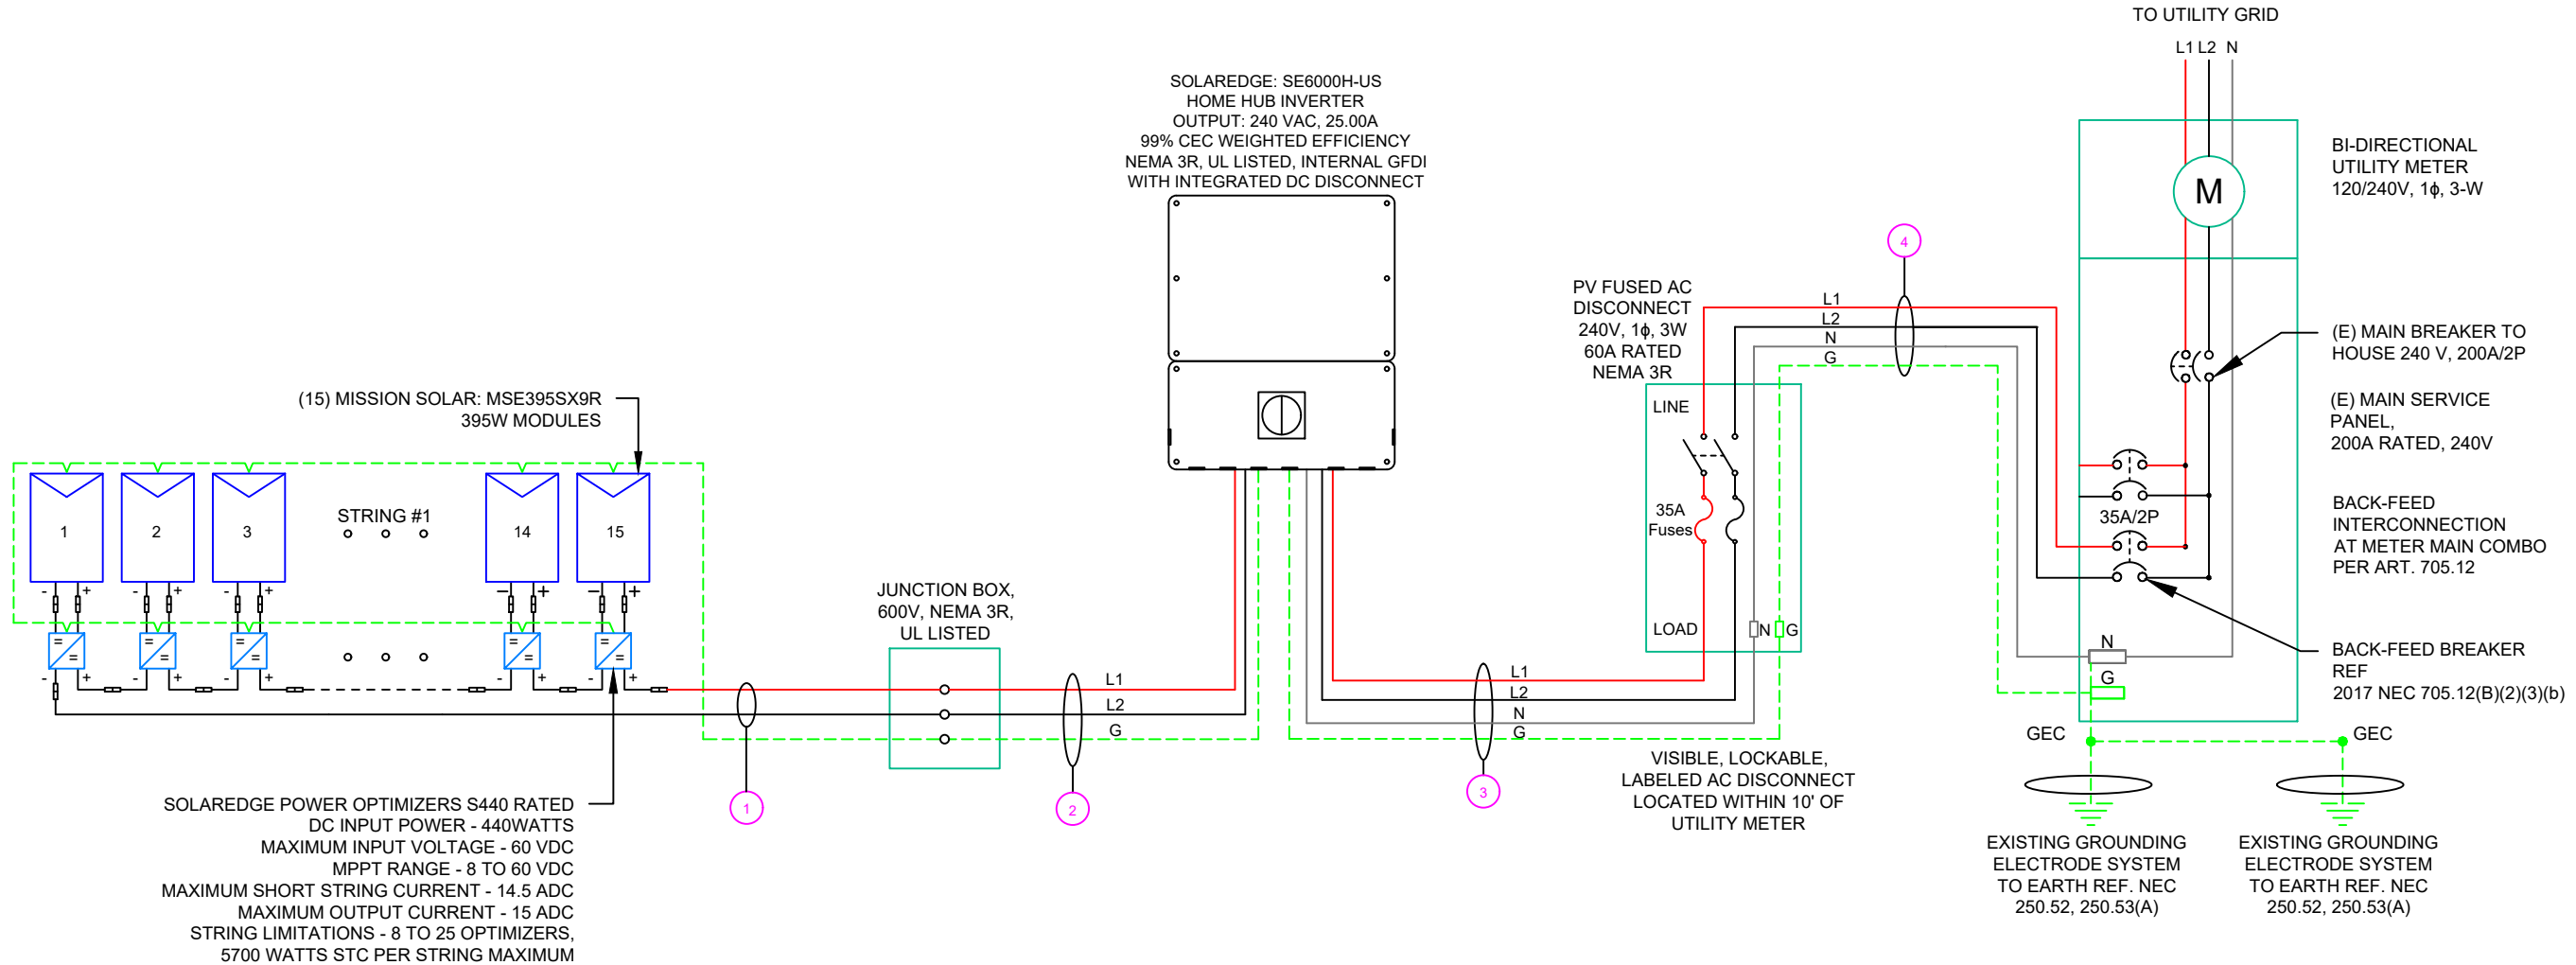 TO UTILITY GRID
L1 L2 N
SOLAREDGE: SE6000H-US
HOME HUB INVERTER
OUTPUT: 240 VAC, 25.00A
99% CEC WEIGHTED EFFICIENCY
NEMA 3R, UL LISTED, INTERNAL GFDI
WITH INTEGRATED DC DISCONNECT
BI-DIRECTIONAL
UTILITY METER
120/240V, 1ϕ, 3-W
M
4
PV FUSED AC
DISCONNECT
240V, 1ϕ, 3W
60A RATED
NEMA 3R
L1
L2
N
G
(E) MAIN BREAKER TO
HOUSE 240 V, 200A/2P
(E) MAIN SERVICE
PANEL,
200A RATED, 240V
(15) MISSION SOLAR: MSE395SX9R
395W MODULES
LINE
35A
Fuses
LOAD
N
G
35A/2P
BACK-FEED
INTERCONNECTION
AT METER MAIN COMBO
PER ART. 705.12
STRING #1
1
2
3
14
15
- +
- +
- +
- +
- +
= =
= =
= =
= =
= =
- +
- +
- +
- +
- +
JUNCTION BOX,
600V, NEMA 3R,
UL LISTED
L1
L2
G
L1
L2
N
G
N
G
BACK-FEED BREAKER
REF
2017 NEC 705.12(B)(2)(3)(b)
GEC
GEC
1
2
3
VISIBLE, LOCKABLE,
LABELED AC DISCONNECT
LOCATED WITHIN 10' OF
UTILITY METER
SOLAREDGE POWER OPTIMIZERS S440 RATED
DC INPUT POWER - 440WATTS
MAXIMUM INPUT VOLTAGE - 60 VDC
MPPT RANGE - 8 TO 60 VDC
MAXIMUM SHORT STRING CURRENT - 14.5 ADC
MAXIMUM OUTPUT CURRENT - 15 ADC
STRING LIMITATIONS - 8 TO 25 OPTIMIZERS,
5700 WATTS STC PER STRING MAXIMUM
EXISTING GROUNDING
ELECTRODE SYSTEM
TO EARTH REF. NEC
250.52, 250.53(A)
EXISTING GROUNDING
ELECTRODE SYSTEM
TO EARTH REF. NEC
250.52, 250.53(A)